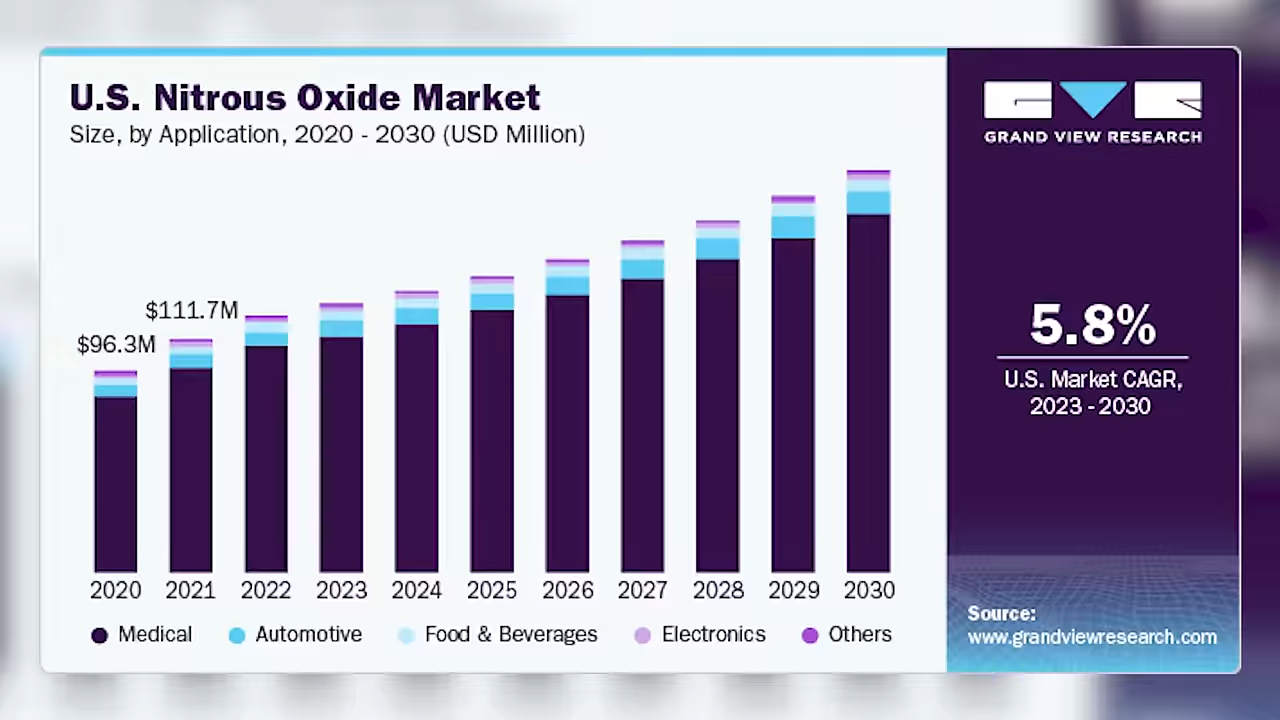 U.S. Nitrous Oxide Market
Size, by Application, 2020 - 2030 (USD Million)
$96.3M
$111.7M
2020 2021 2022 2023 2024 2025 2026 2027 2028 2029 2030
Medical Automotive Food & Beverages Electronics Others
GRAND VIEW RESEARCH
5.8%
U.S. Market CAGR,
2023 - 2030
Source:
www.grandviewresearch.com